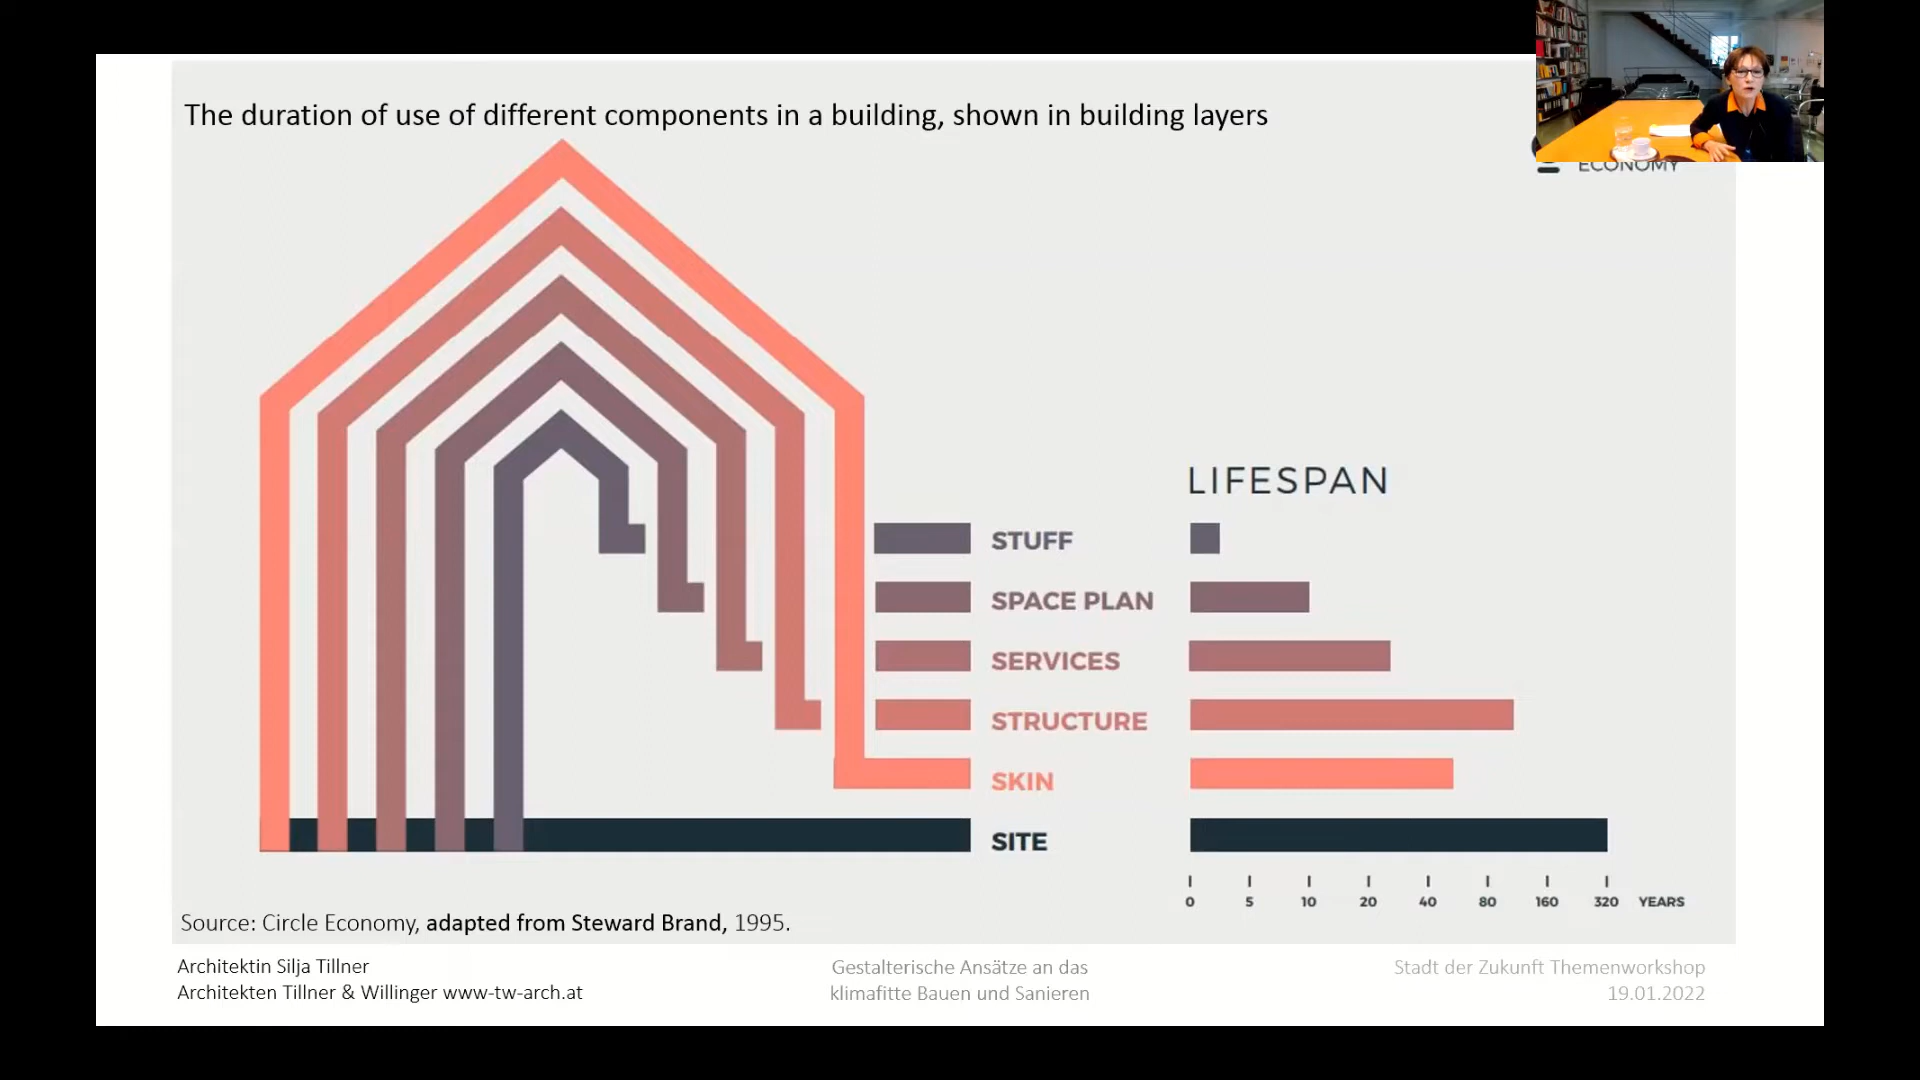 The duration of use of different components in a building, shown in building layers
ECONOMY
LIFESPAN
STUFF
SPACE PLAN
SERVICES
STRUCTURE
SKIN
SITE
0 5 10 20 40 80 160 320 YEARS
Source: Circle Economy, adapted from Steward Brand, 1995.
Architektin Silja Tillner
Architekten Tillner & Willinger www-tw-arch.at
Gestalterische Ansätze an das
klimafitte Bauen und Sanieren
Stadt der Zukunft Themenworkshop
19.01.2022